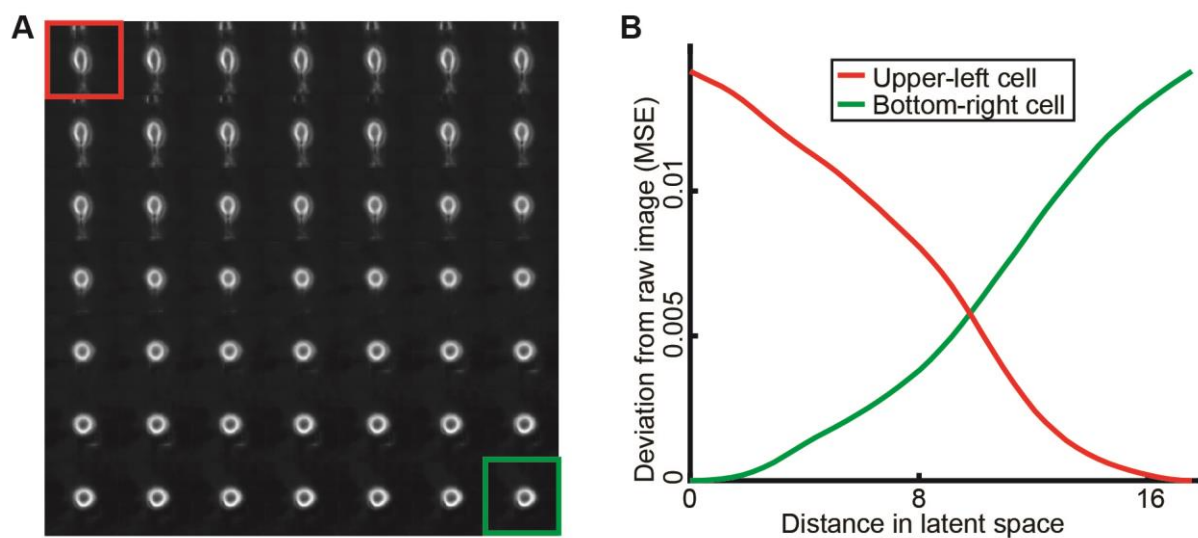 A
B
Upper-left cell
Bottom-right cell
Deviation from raw image (MSE)
0.01
0.005
0
0
8
16
Distance in latent space